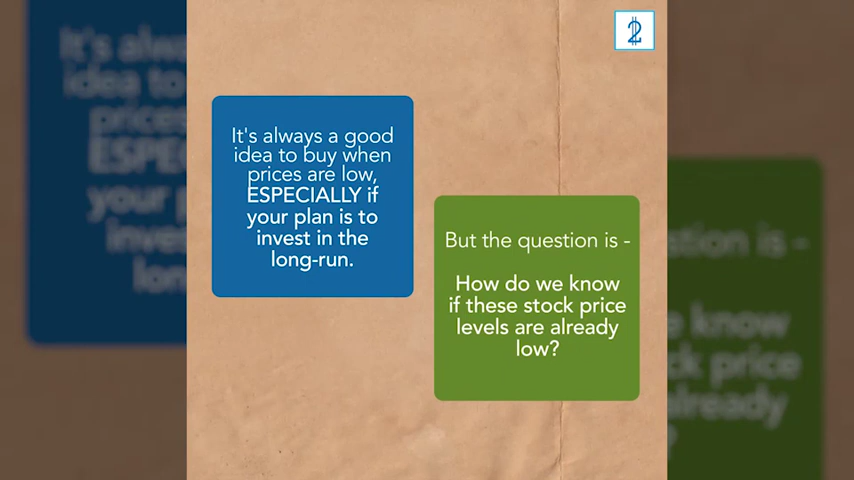 2
It's always a good
idea to buy when
prices are low,
ESPECIALLY if
your plan is to
invest in the
long-run.
But the question is -
How do we know
if these stock price
levels are already
low?